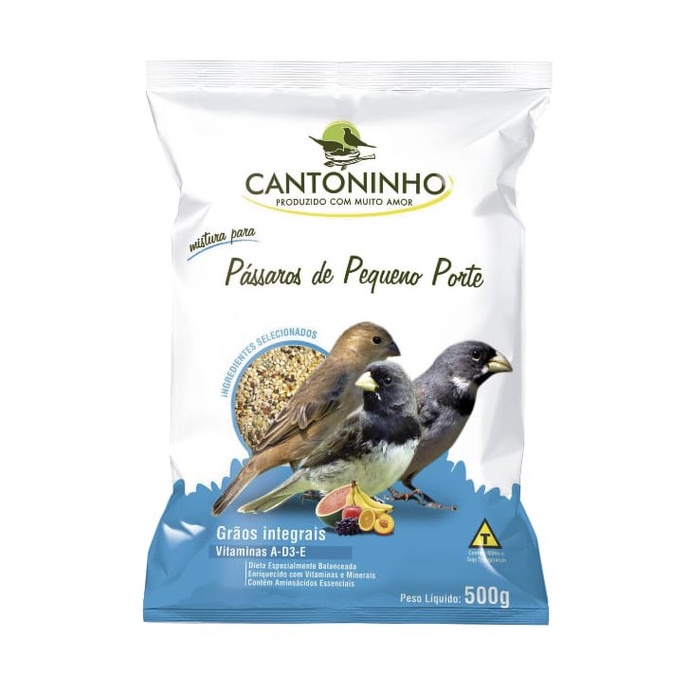 CANTONINHO
PRODUZIDO COM MUITO AMOR
mistura para
Pássaros de Pequeno Porte
INGREDIENTES SELECIONADOS
Grãos integrais
Vitaminas A-D3-E
Dieta Especialmente Balanceada
Enriquecido com Vitaminas e Minerais
Contém Aminoácidos Essenciais
T
Peso Líquido: 500g